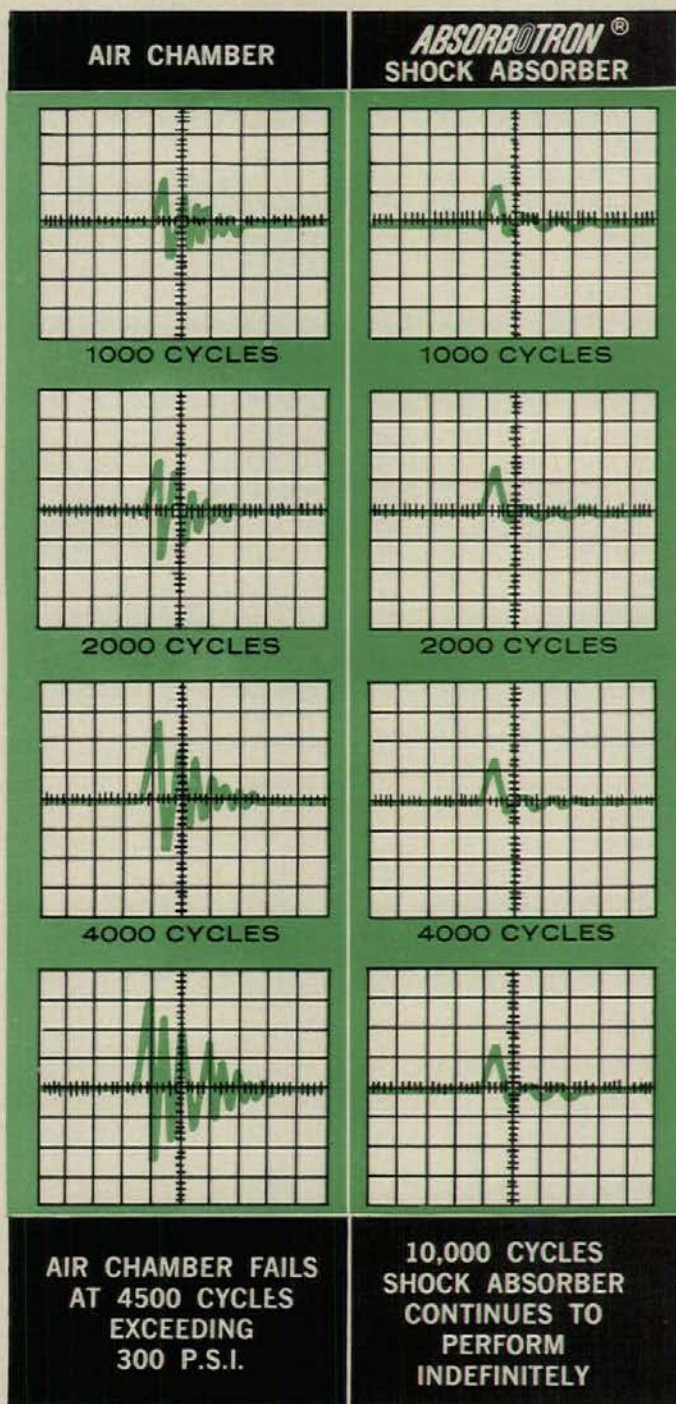 AIR CHAMBER
ABSORBOTRON®
SHOCK ABSORBER
1000 CYCLES
1000 CYCLES
2000 CYCLES
2000 CYCLES
4000 CYCLES
4000 CYCLES
AIR CHAMBER FAILS
AT 4500 CYCLES
EXCEEDING
300 P.S.I.
10,000 CYCLES
SHOCK ABSORBER
CONTINUES TO
PERFORM
INDEFINITELY